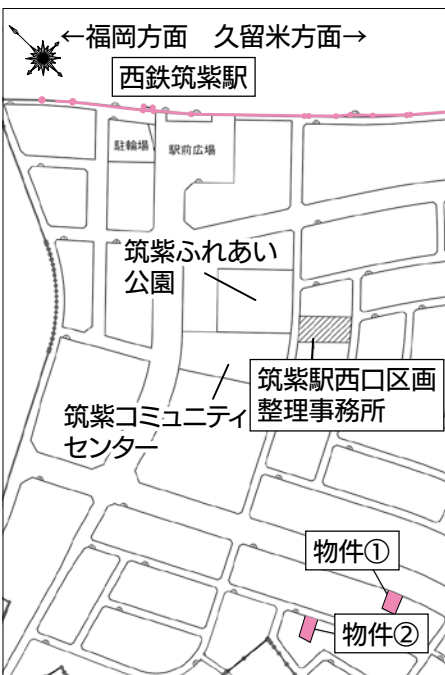 ←福岡方面 久留米方面→
西鉄筑紫駅
駐輪場
駅前広場
筑紫ふれあい
公園
筑紫駅西口区画
整理事務所
筑紫コミュニティ
センター
物件①
物件②